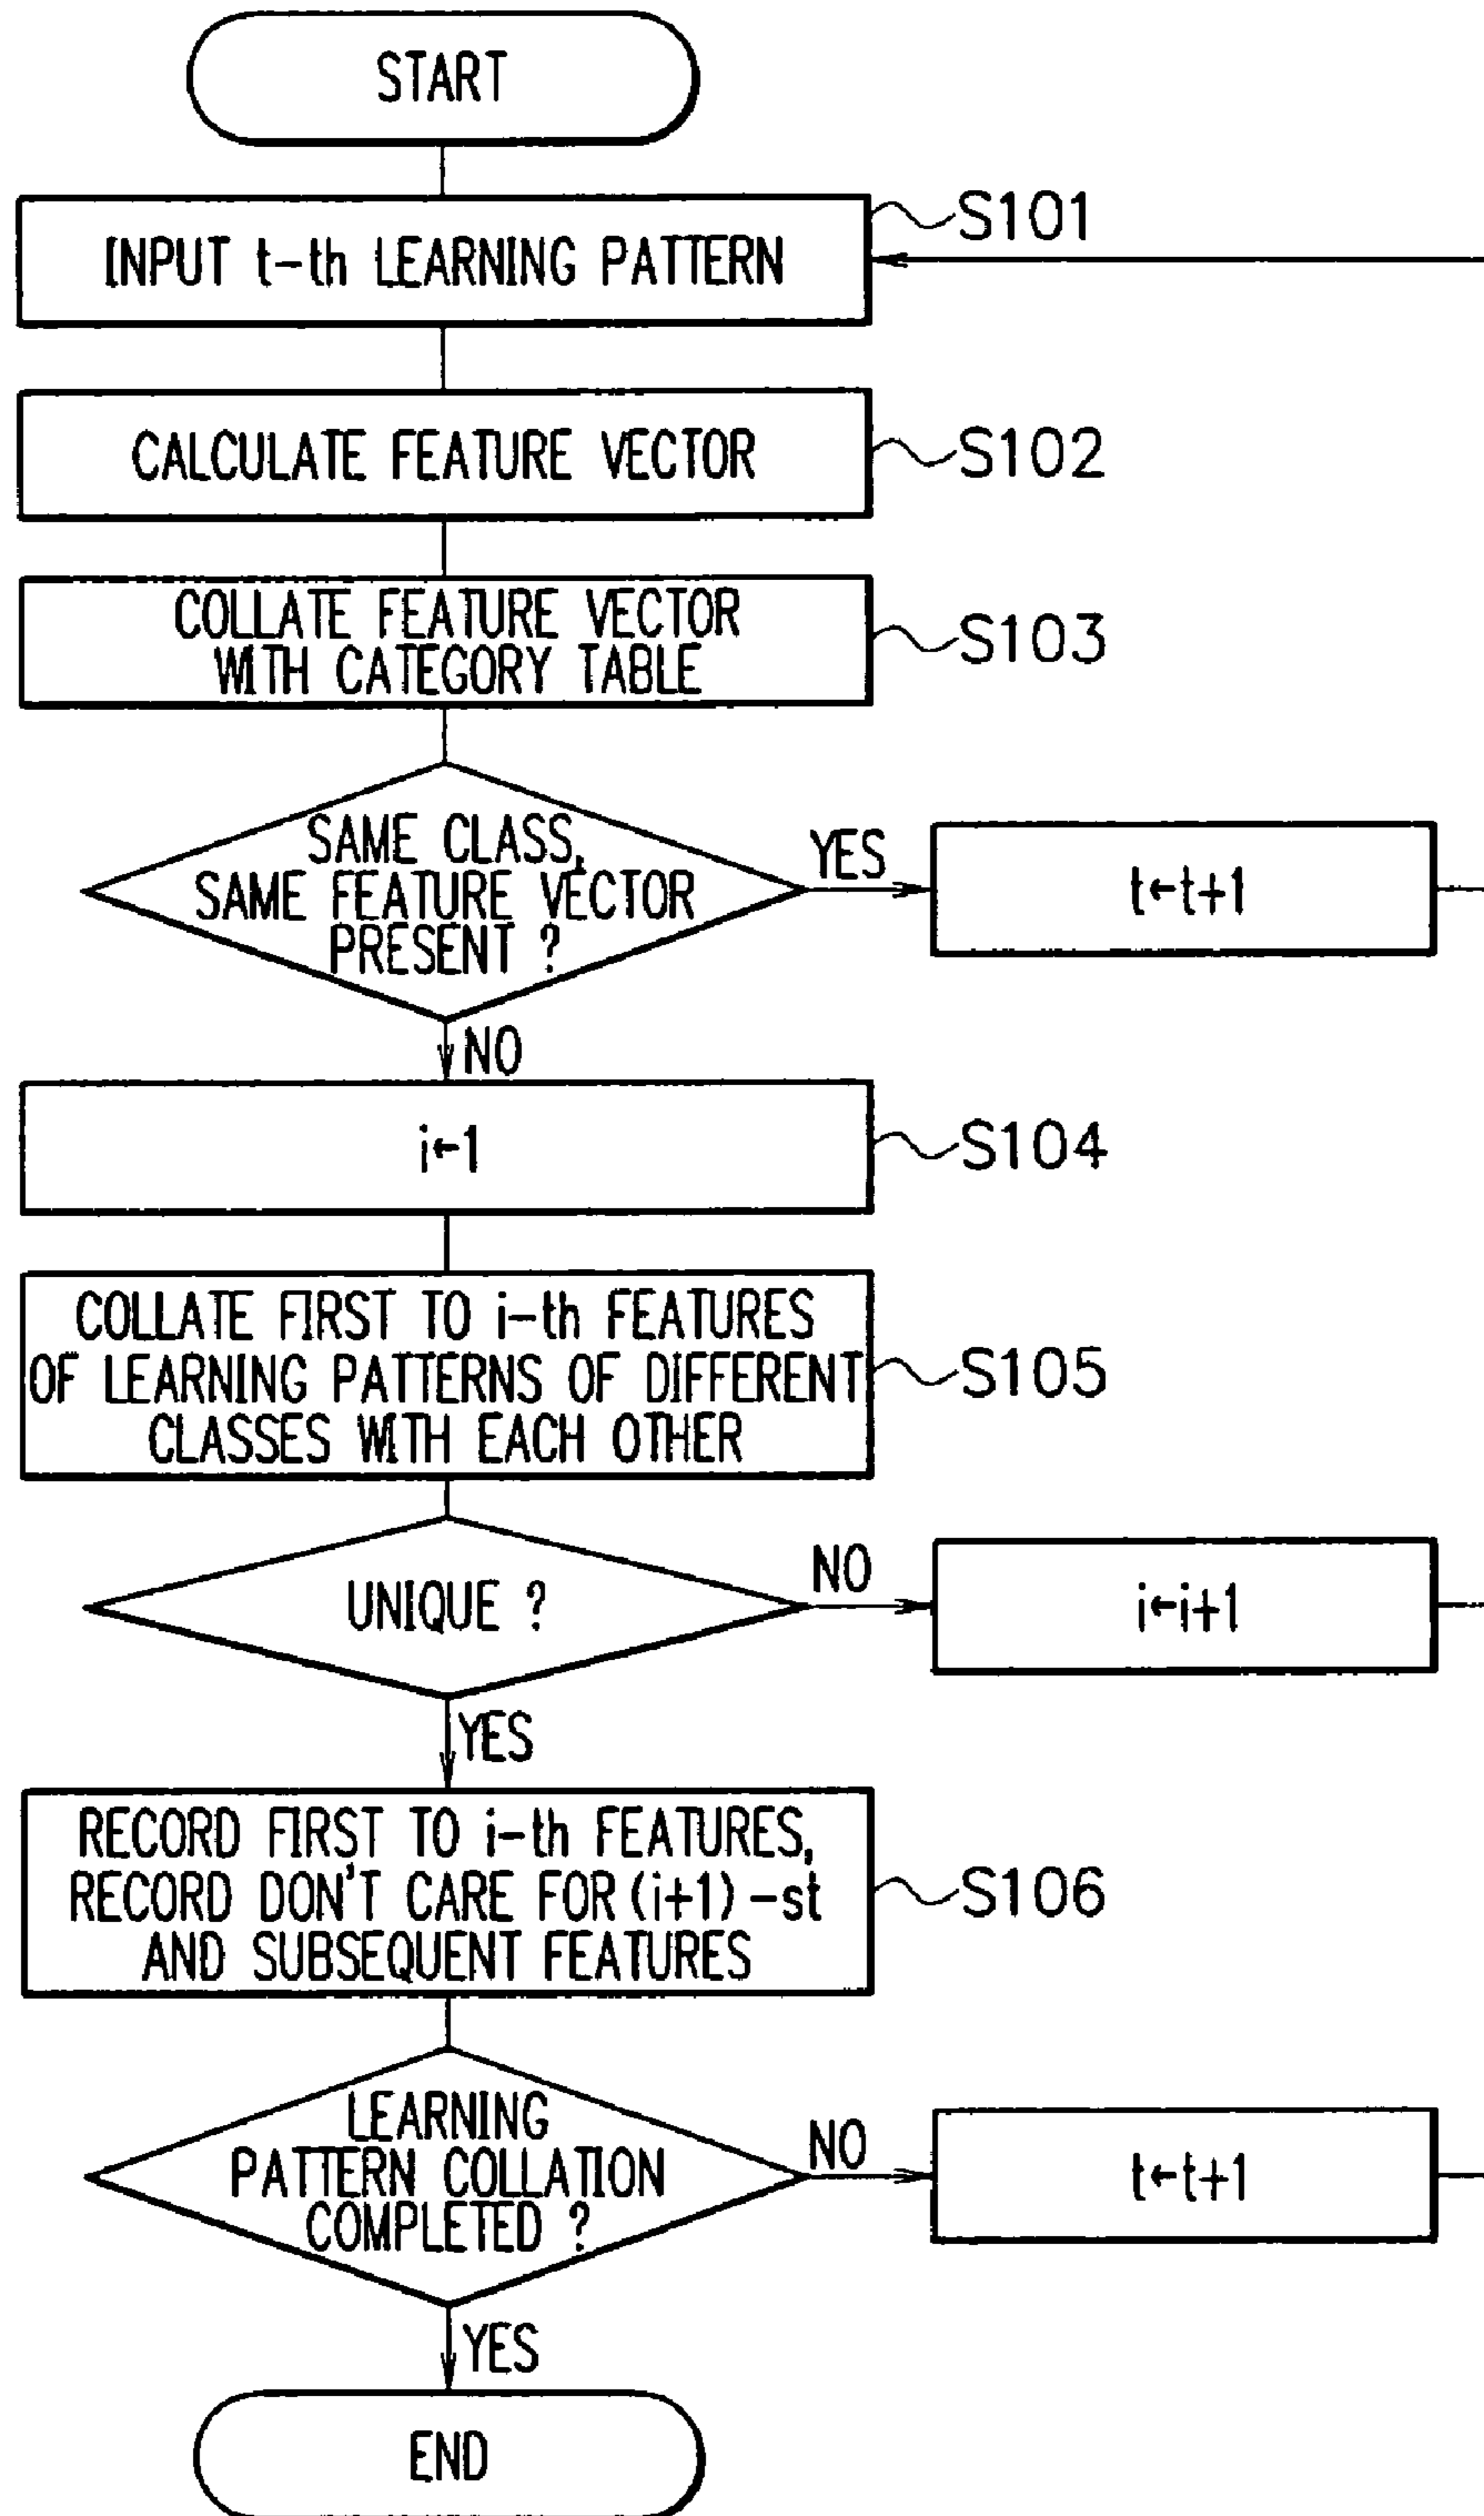 START
S101
INPUT t-th LEARNING PATTERN
CALCULATE FEATURE VECTOR
S102
COLLATE FEATURE VECTOR
WITH CATEGORY TABLE
S103
SAME CLASS,
SAME FEATURE VECTOR
PRESENT ?
YES
t←t+1
NO
i←1
S104
COLLATE FIRST TO i-th FEATURES
OF LEARNING PATTERNS OF DIFFERENT
CLASSES WITH EACH OTHER
S105
UNIQUE ?
NO
i←i+1
YES
RECORD FIRST TO i-th FEATURES,
RECORD DON'T CARE FOR (i+1) -st
AND SUBSEQUENT FEATURES
S106
LEARNING
PATTERN COLLATION
COMPLETED ?
NO
t←t+1
YES
END